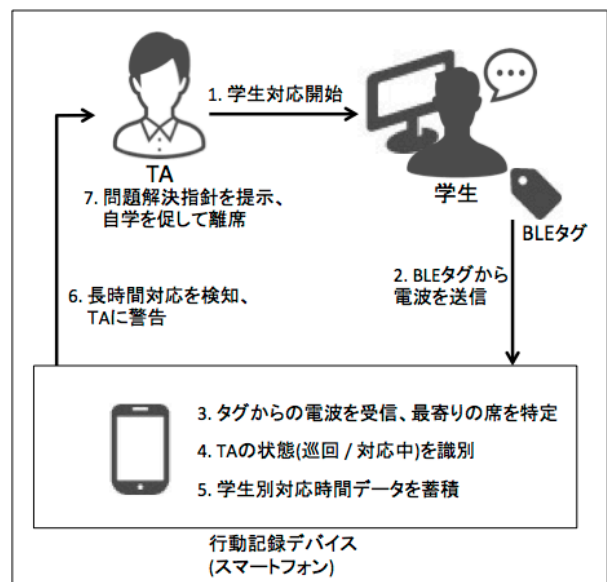 1. 学生対応開始
TA
学生
BLEタグ
7. 問題解決指針を提示、
自学を促して離席
2. BLEタグから
電波を送信
6. 長時間対応を検知、
TAに警告
3. タグからの電波を受信、最寄りの席を特定
4. TAの状態(巡回 / 対応中)を識別
5. 学生別対応時間データを蓄積
行動記録デバイス
(スマートフォン)